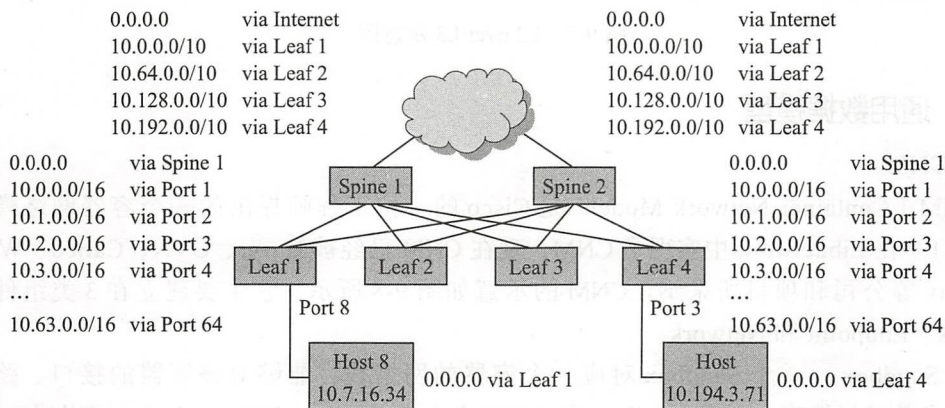 0.0.0.0 via Internet
10.0.0.0/10 via Leaf 1
10.64.0.0/10 via Leaf 2
10.128.0.0/10 via Leaf 3
10.192.0.0/10 via Leaf 4
0.0.0.0 via Internet
10.0.0.0/10 via Leaf 1
10.64.0.0/10 via Leaf 2
10.128.0.0/10 via Leaf 3
10.192.0.0/10 via Leaf 4
0.0.0.0 via Spine 1
10.0.0.0/16 via Port 1
10.1.0.0/16 via Port 2
10.2.0.0/16 via Port 3
10.3.0.0/16 via Port 4
...
10.63.0.0/16 via Port 64
Spine 1
Spine 2
Leaf 1
Leaf 2
Leaf 3
Leaf 4
0.0.0.0 via Spine 1
10.0.0.0/16 via Port 1
10.1.0.0/16 via Port 2
10.2.0.0/16 via Port 3
10.3.0.0/16 via Port 4
...
10.63.0.0/16 via Port 64
Port 8
Port 3
Host 8
10.7.16.34
0.0.0.0 via Leaf 1
Host
10.194.3.71
0.0.0.0 via Leaf 4